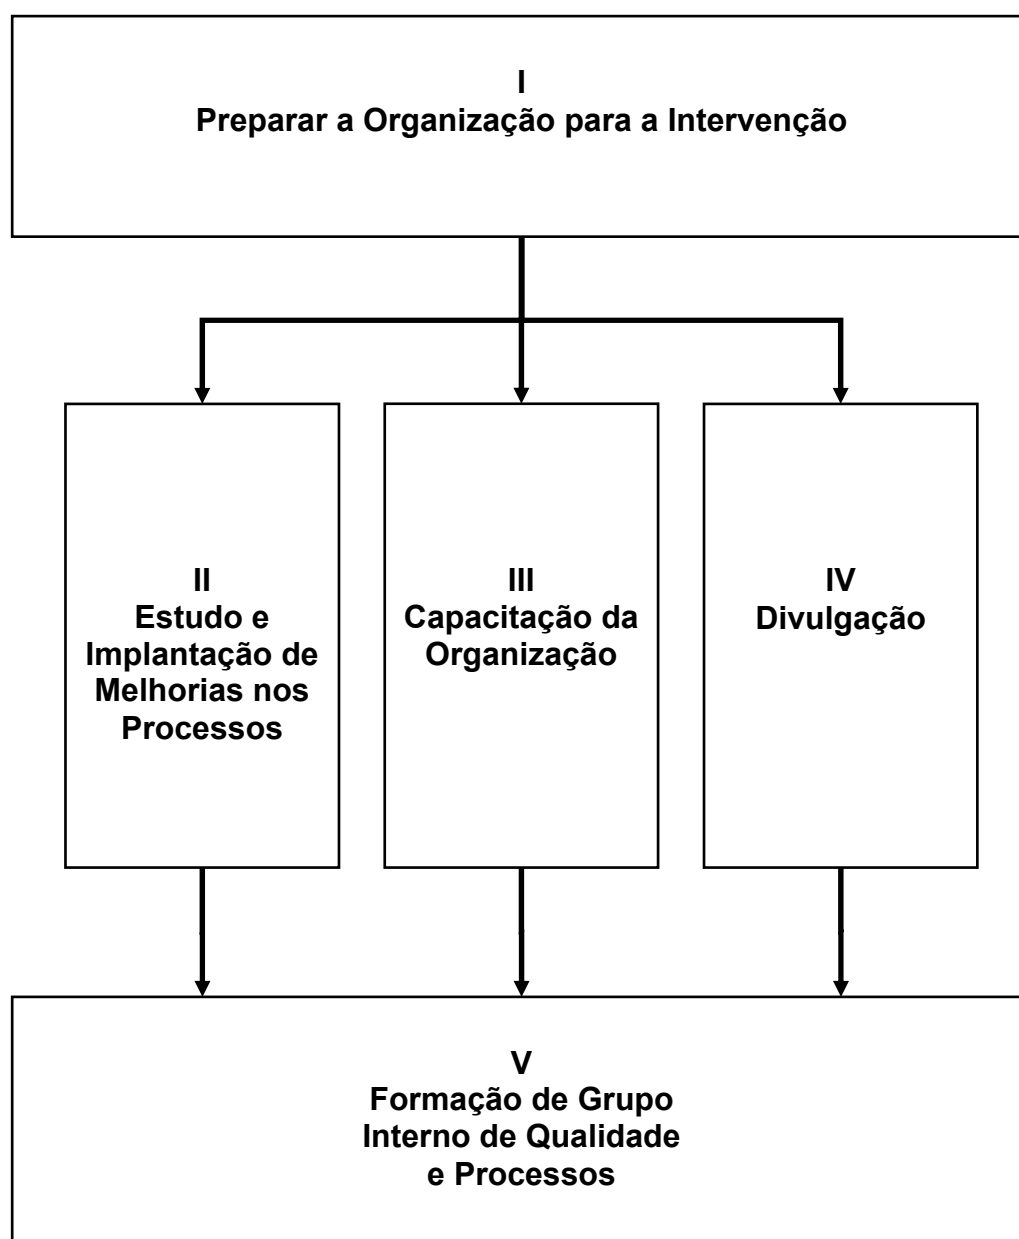 I
Preparar a Organização para a Intervenção
II
Estudo e
Implantação de
Melhorias nos
Processos
III
Capacitação da
Organização
IV
Divulgação
V
Formação de Grupo
Interno de Qualidade
e Processos